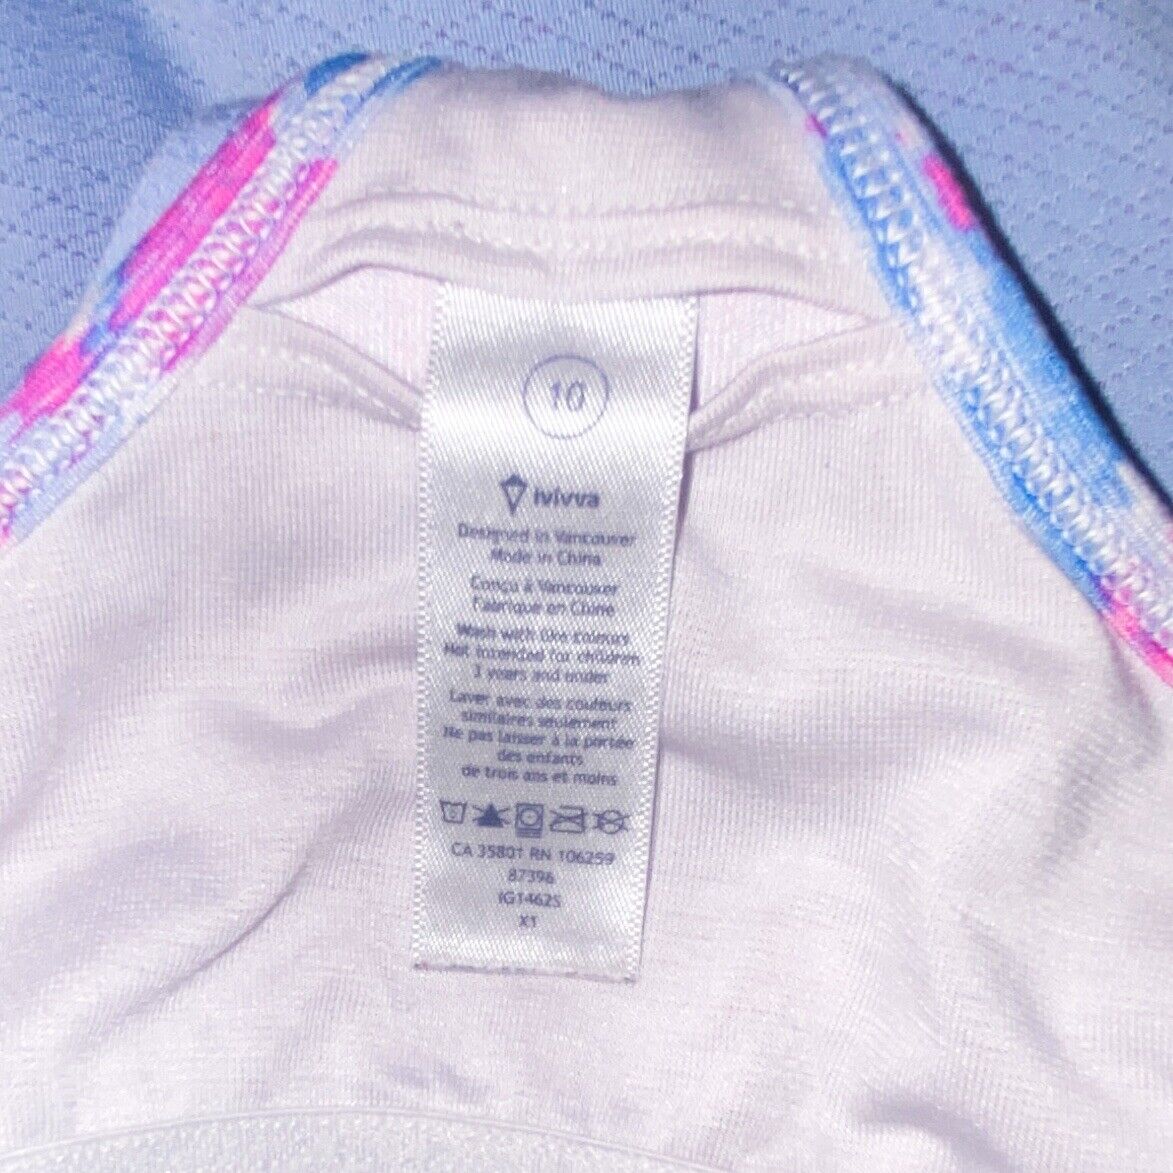 10
ivivva
Designed in Vancouver
Made in China
Conçu à Vancouver
Fabriqué en Chine
Wash with like colours
Not intended for children
3 years and under
Laver avec des couleurs
similaires seulement
Ne pas laisser à la portée
des enfants
de trois ans et moins
CA 35801 RN 106259
87396
IG1462S
X1